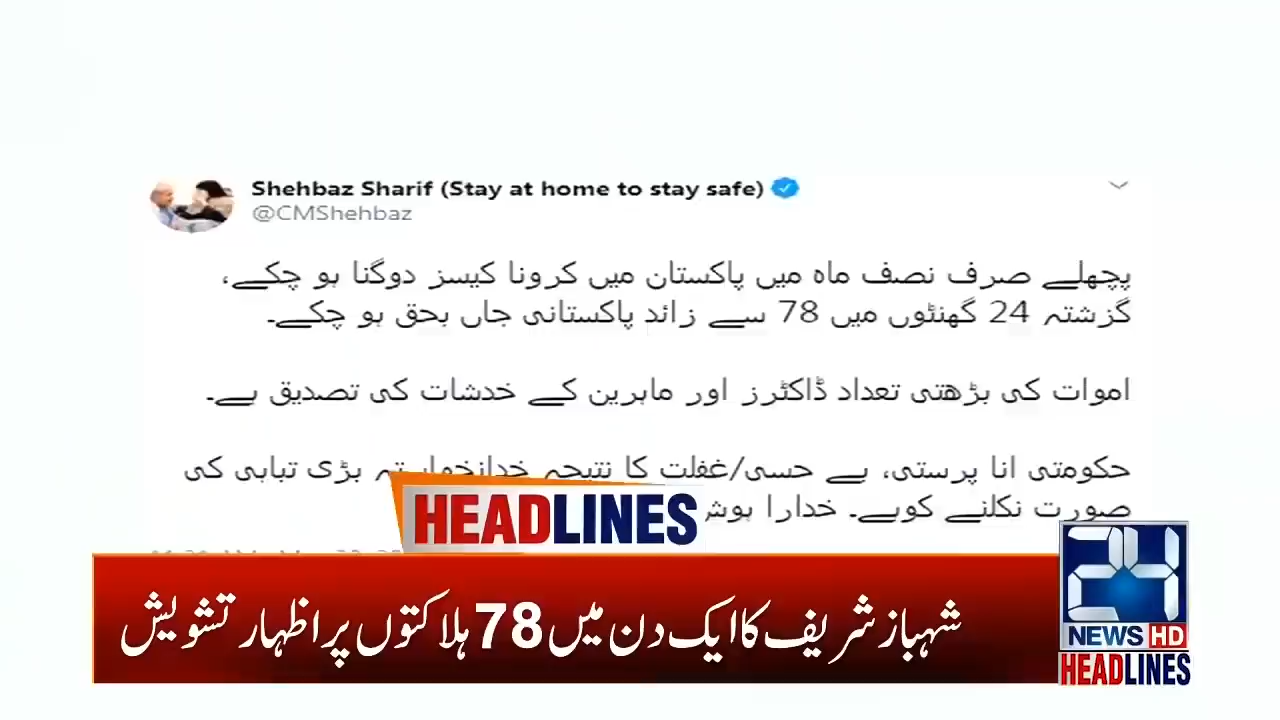 Shehbaz Sharif (Stay at home to stay safe)
@CMShehbaz
پچھلے صرف نصف ماہ میں پاکستان میں کرونا کیسز دوگنا ہو چکے،
گزشتہ 24 گھنٹوں میں 78 سے زائد پاکستانی جاں بحق ہو چکے۔
اموات کی بڑھتی تعداد ڈاکٹرز اور ماہرین کے خدشات کی تصدیق ہے۔
حکومتی انا پرستی، بے حسی/غفلت کا نتیجہ بڑی تباہی کی
صورت نکلنے کوہے۔ خدارا ہوش
HEADLINES
شہباز شریف کا ایک دن میں 78 ہلاکتوں پر اظہار تشویش
24
NEWS HD
HEADLINES